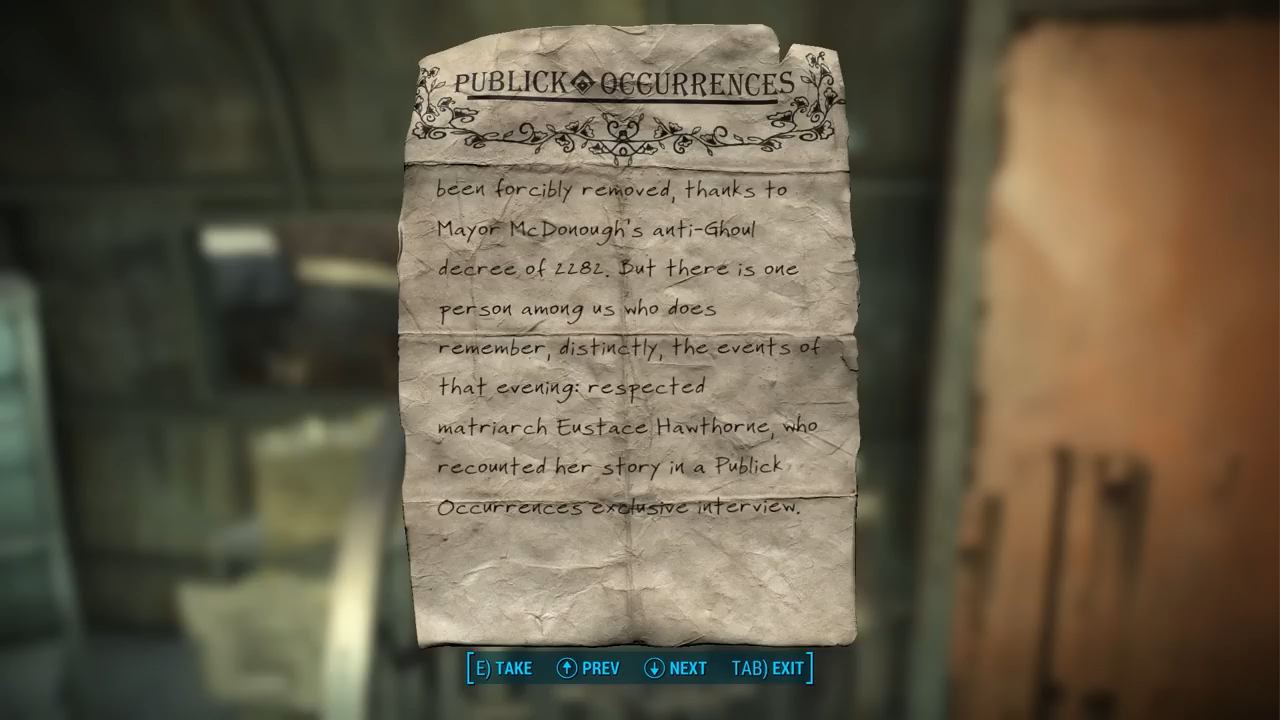 PUBLICK OCCURRENCES
been forcibly removed, thanks to
Mayor McDonough's anti-Ghoul
decree of 2282. But there is one
person among us who does
remember, distinctly, the events of
that evening: respected
matriarch Eustace Hawthorne, who
recounted her story in a Publick
Occurrences exclusive interview.
E) TAKE PREV NEXT TAB) EXIT